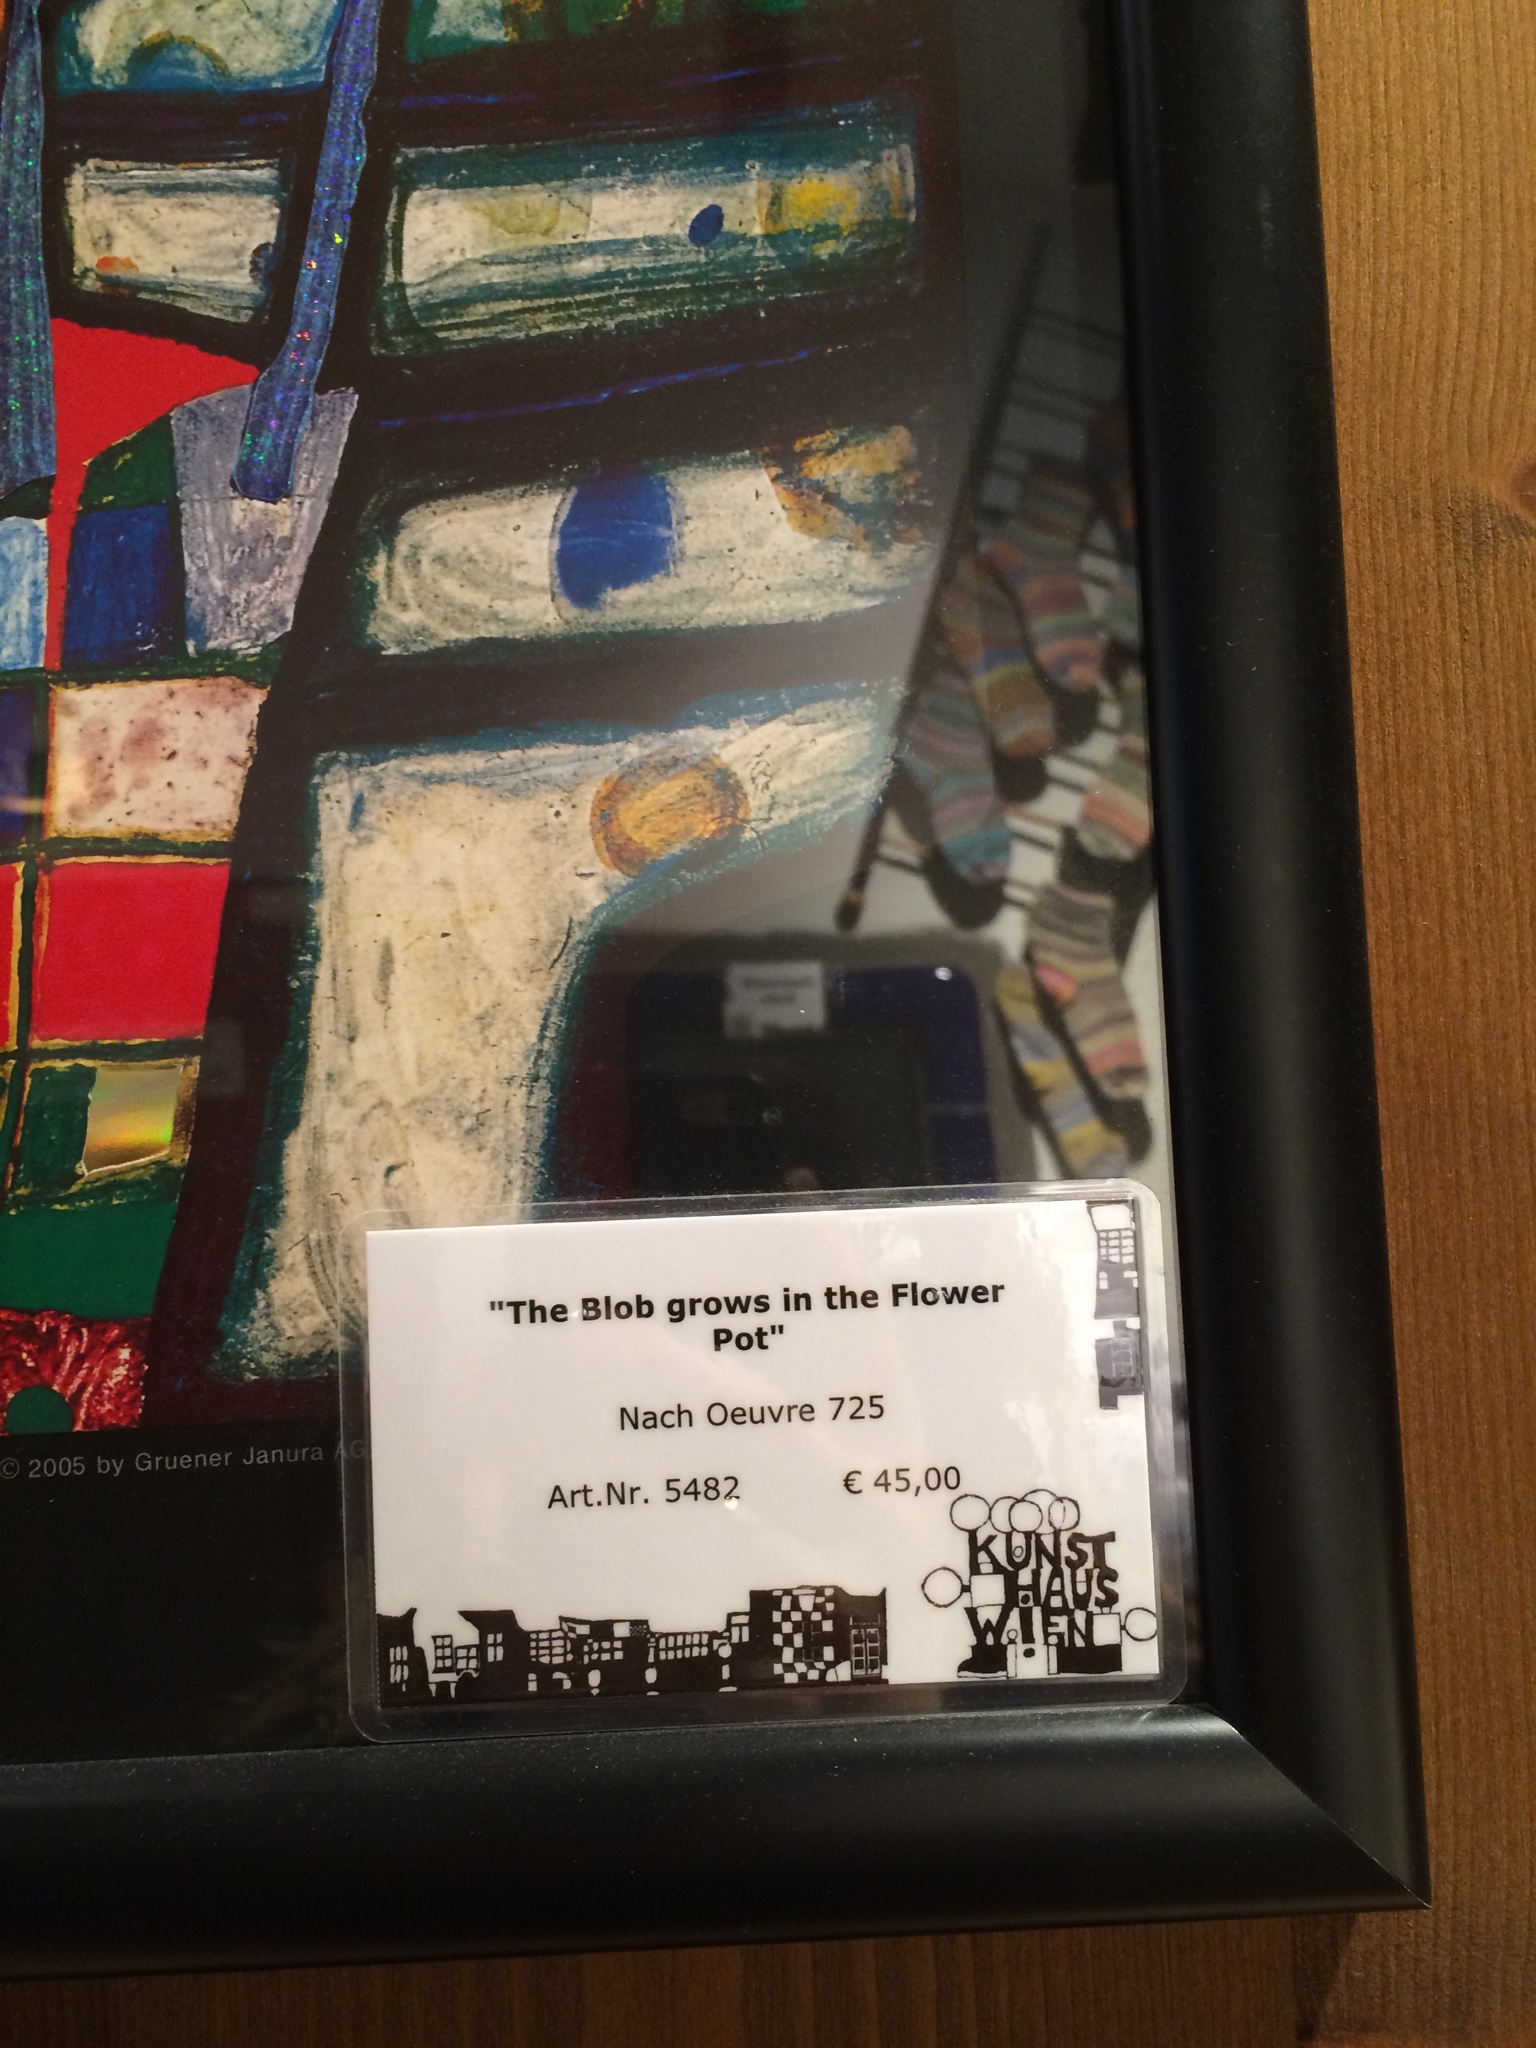 "The Blob grows in the Flower
Pot"
Nach Oeuvre 725
© 2005 by Gruener Janura AG
Art.Nr. 5482 € 45,00
KUNST
HAUS
WIEN